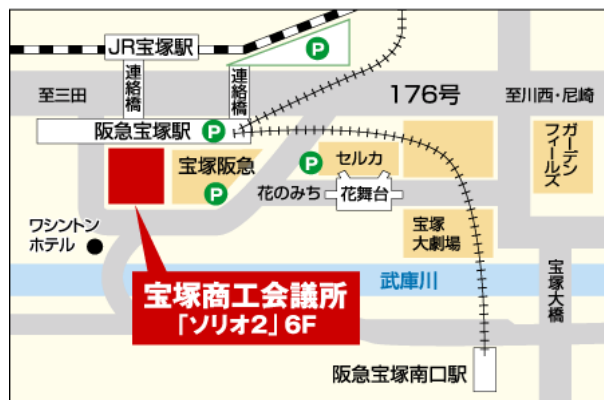 JR宝塚駅
P
連絡橋
連絡橋
至三田
176号
至川西・尼崎
阪急宝塚駅
P
宝塚阪急
P
P
セルカ
ガーデン
フィールズ
花のみち
花舞台
宝塚
大劇場
ワシントン
ホテル
武庫川
宝塚大橋
宝塚商工会議所
「ソリオ2」6F
阪急宝塚南口駅